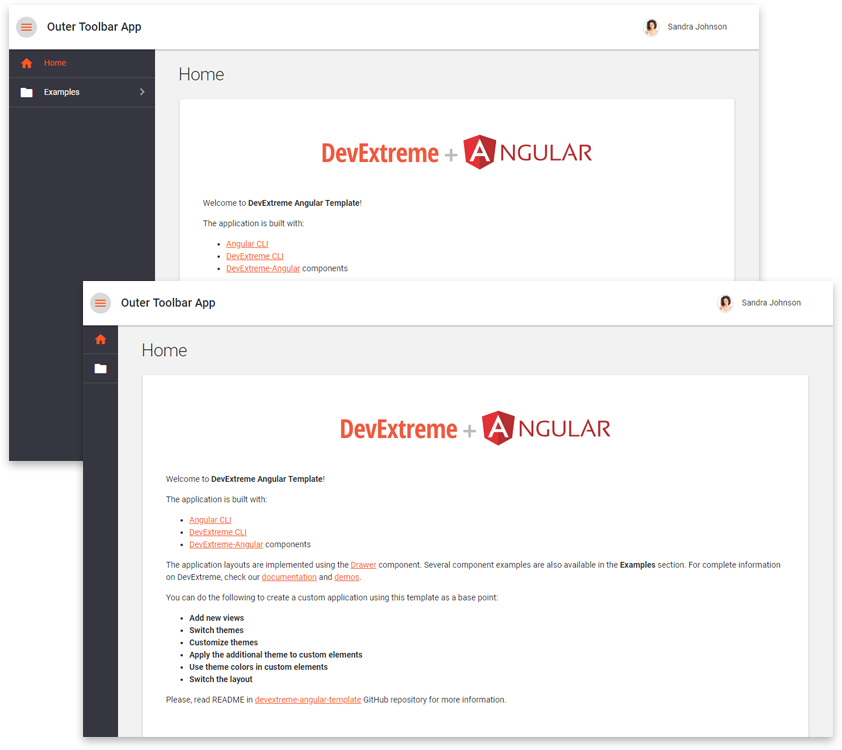 Outer Toolbar App
Sandra Johnson
Home
Examples
Home
DevExtreme + ANGULAR
Welcome to DevExtreme Angular Template!
The application is built with:
Angular CLI
DevExtreme CLI
DevExtreme-Angular components
Outer Toolbar App
Sandra Johnson
Home
DevExtreme + ANGULAR
Welcome to DevExtreme Angular Template!
The application is built with:
Angular CLI
DevExtreme CLI
DevExtreme-Angular components
The application layouts are implemented using the Drawer component. Several component examples are also available in the Examples section. For complete information
on DevExtreme, check our documentation and demos.
You can do the following to create a custom application using this template as a base point:
Add new views
Switch themes
Customize themes
Apply the additional theme to custom elements
Use theme colors in custom elements
Switch the layout
Please, read README in devextreme-angular-template GitHub repository for more information.